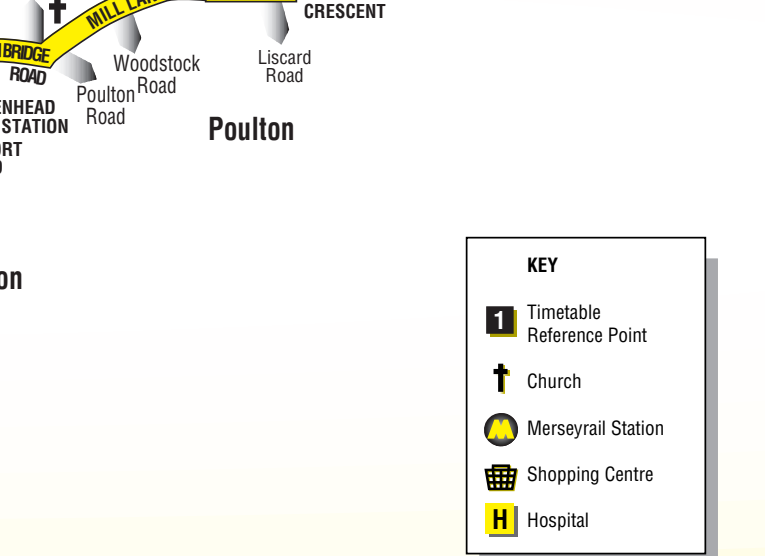 MILL
CRESCENT
BRIDGE
ROAD
Woodstock
Road
Liscard
Road
Poulton
Road
STATION
Poulton
KEY
1
Timetable
Reference Point
Church
M
Merseyrail Station
Shopping Centre
H
Hospital